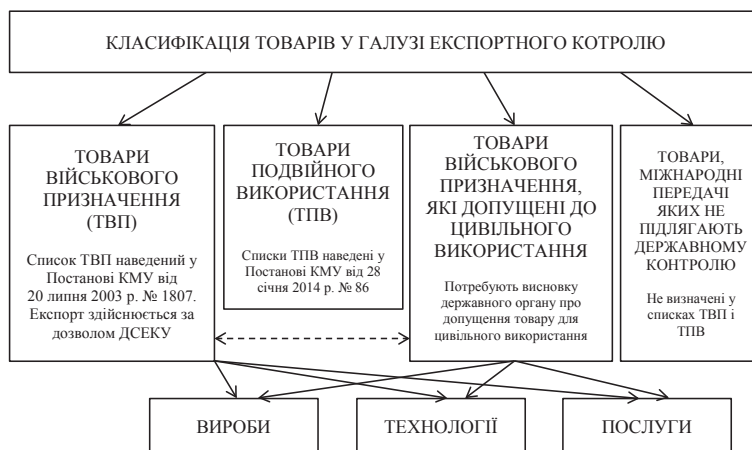 КЛАСИФІКАЦІЯ ТОВАРІВ У ГАЛУЗІ ЕКСПОРТНОГО КОТРОЛЮ
ТОВАРИ
ВІЙСЬКОВОГО
ПРИЗНАЧЕННЯ
(ТВП)
Список ТВП наведений у
Постанові КМУ від
20 липня 2003 р. № 1807.
Експорт здійснюється за
дозволом ДСЕКУ
ТОВАРИ
ПОДВІЙНОГО
ВИКОРИСТАННЯ
(ТПВ)
Списки ТПВ наведені у
Постанові КМУ від 28
січня 2014 р. № 86
ТОВАРИ
ВІЙСЬКОВОГО
ПРИЗНАЧЕННЯ,
ЯКІ ДОПУЩЕНІ ДО
ЦИВІЛЬНОГО
ВИКОРИСТАННЯ
Потребують висновку
державного органу про
допущення товару для
цивільного використання
ТОВАРИ,
МІЖНАРОДНІ
ПЕРЕДАЧІ
ЯКИХ НЕ
ПІДЛЯГАЮТЬ
ДЕРЖАВНОМУ
КОНТРОЛЮ
Не визначені у
списках ТВП і
ТПВ
ВИРОБИ
ТЕХНОЛОГІЇ
ПОСЛУГИ